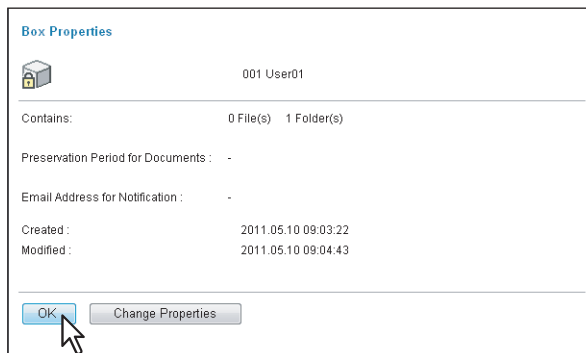 Box Properties
001 User01
Contains: 0 File(s) 1 Folder(s)
Preservation Period for Documents : -
Email Address for Notification : -
Created : 2011.05.10 09:03:22
Modified : 2011.05.10 09:04:43
OK Change Properties